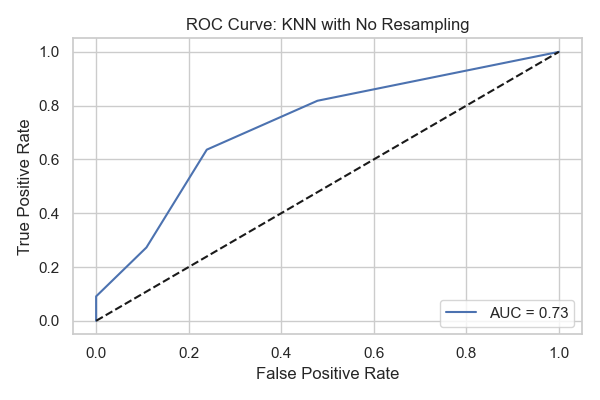 ROC Curve: KNN with No Resampling
1.0
0.8
0.6
0.4
0.2
0.0
True Positive Rate
AUC = 0.73
0.0 0.2 0.4 0.6 0.8 1.0
False Positive Rate